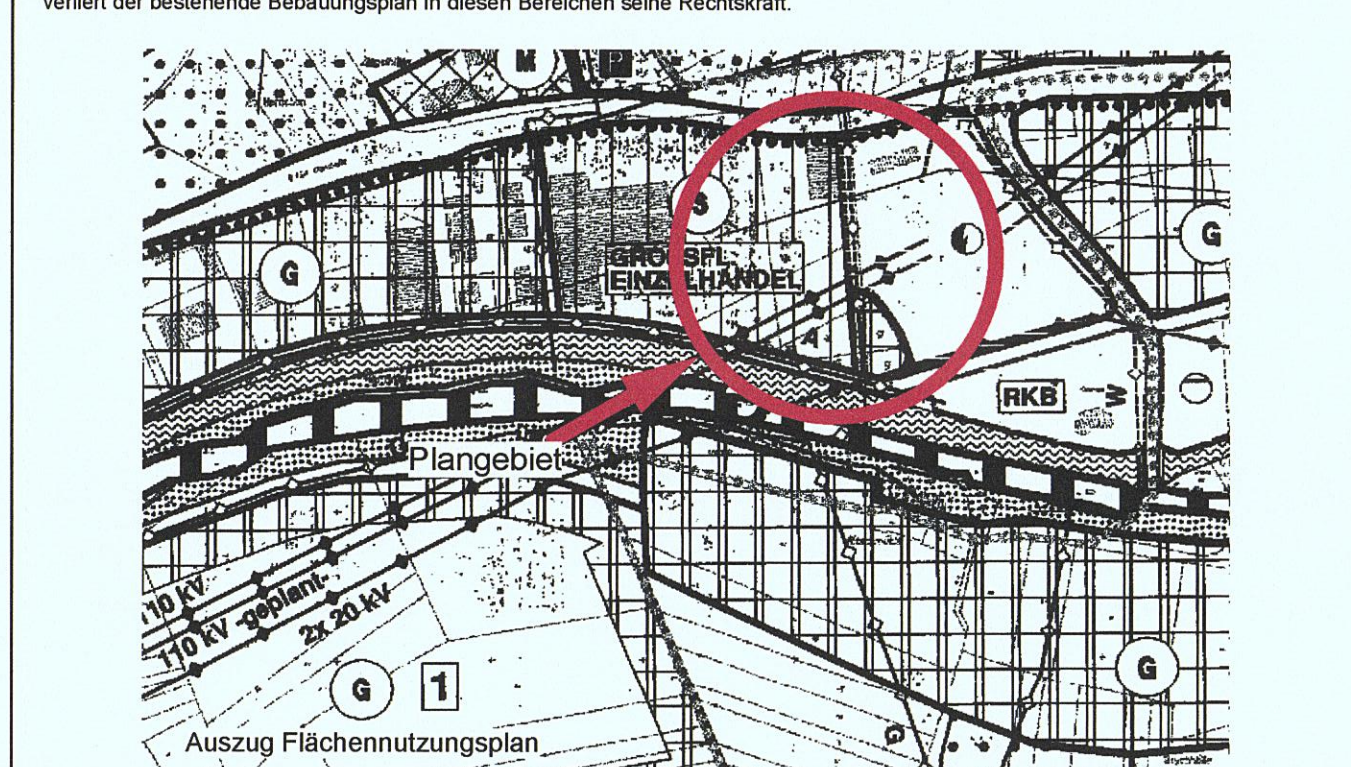 verliert der bestehende Bebauungsplan in diesen Bereichen seine Rechtskraft.
M
P
S
G
GROSSFL.
EINZELHANDEL
G
A
RKB
W
Plangebiet
110 kV
110 kV -geplant-
2x 20 kV
G
1
G
G
Auszug Flächennutzungsplan